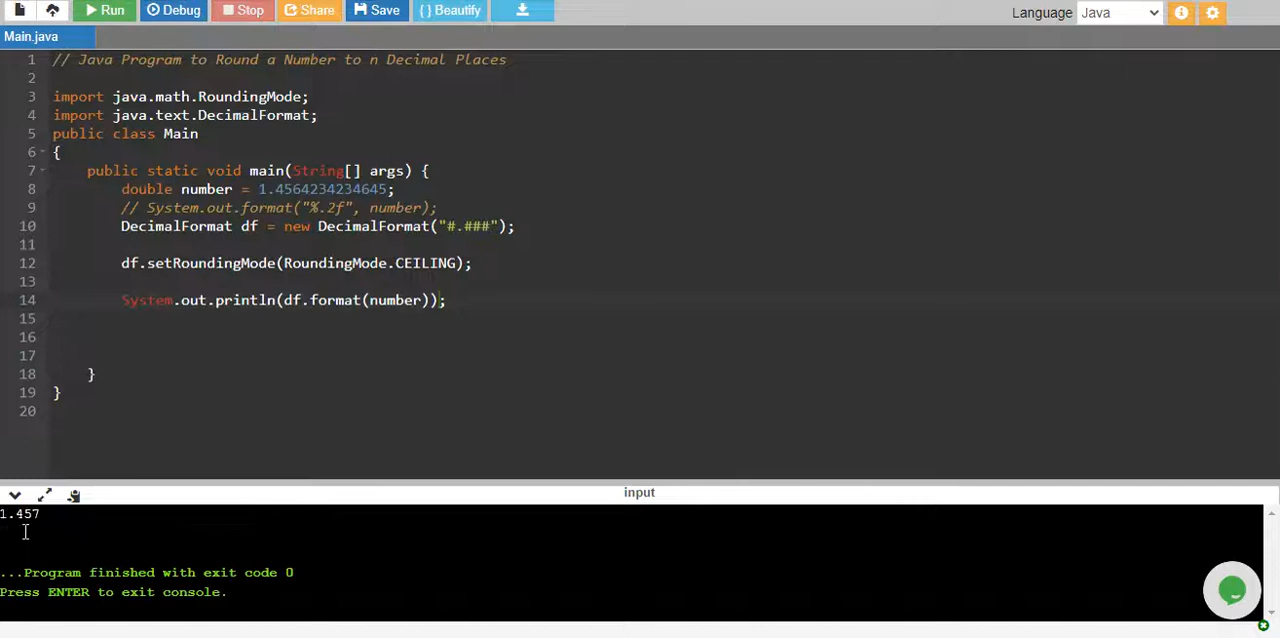 Run Debug Stop Share Save { } Beautify Language Java
Main.java
1 // Java Program to Round a Number to n Decimal Places
2
3 import java.math.RoundingMode;
4 import java.text.DecimalFormat;
5 public class Main
6 {
7 public static void main(String[] args) {
8 double number = 1.4564234234645;
9 // System.out.format("%.2f", number);
10 DecimalFormat df = new DecimalFormat("#.###");
11
12 df.setRoundingMode(RoundingMode.CEILING);
13
14 System.out.println(df.format(number));
15
16
17
18 }
19 }
20
input
1.457
...Program finished with exit code 0
Press ENTER to exit console.